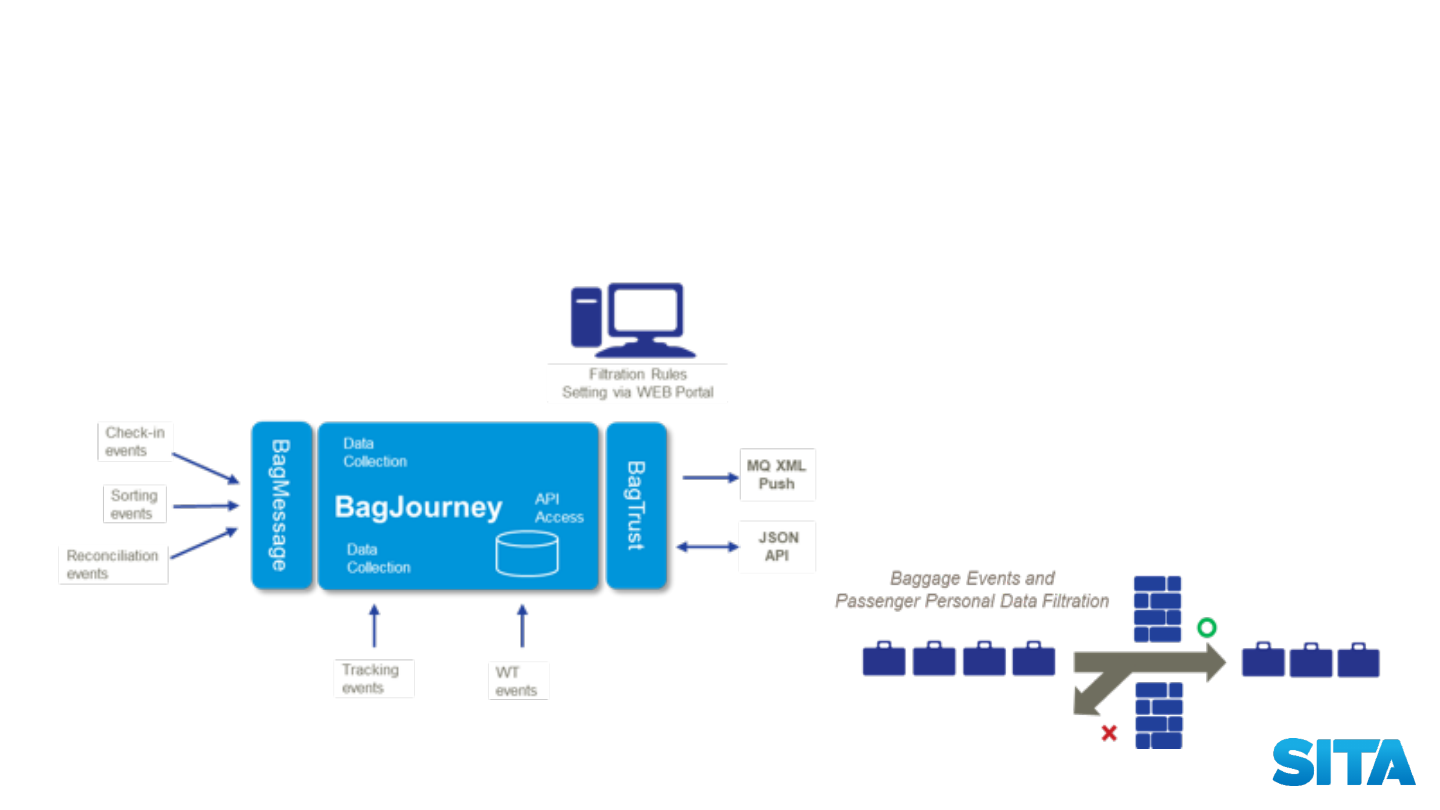 Filtration Rules
Setting via WEB Portal
Check-in
events
Sorting
events
Reconciliation
events
BagMessage
Data
Collection
BagJourney
API
Access
Data
Collection
BagTrust
MQ XML
Push
JSON
API
Tracking
events
WT
events
Baggage Events and
Passenger Personal Data Filtration
SITA